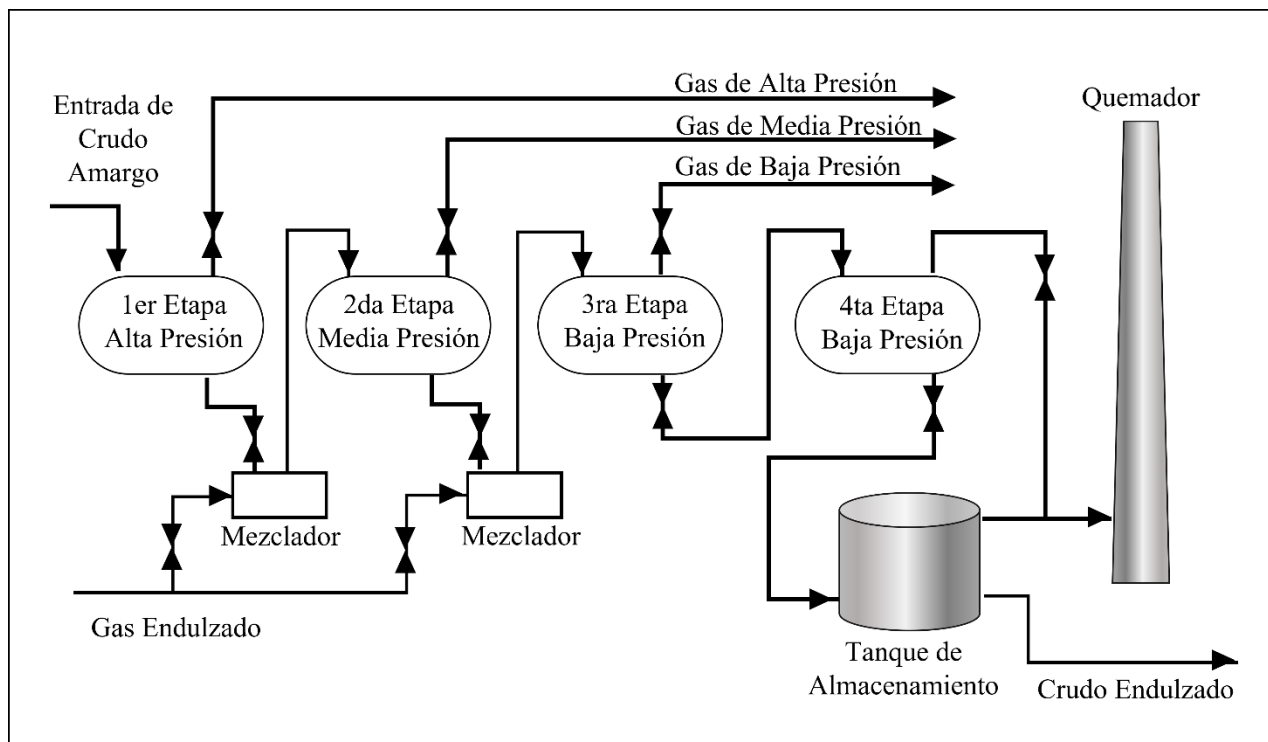 Gas de Alta Presión
Entrada de
Crudo
Amargo
Quemador
Gas de Media Presión
Gas de Baja Presión
1er Etapa
Alta Presión
2da Etapa
Media Presión
3ra Etapa
Baja Presión
4ta Etapa
Baja Presión
Mezclador
Mezclador
Gas Endulzado
Tanque de
Almacenamiento
Crudo Endulzado